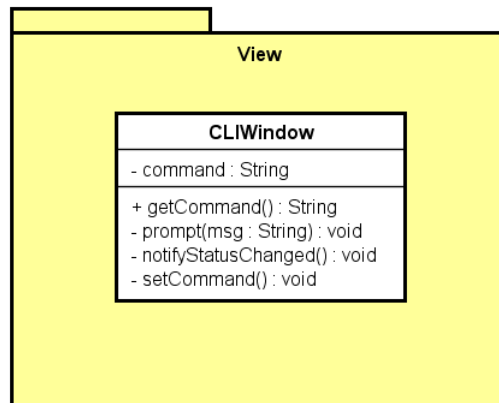 View
CLIWindow
- command : String
+ getCommand() : String
- prompt(msg : String) : void
- notifyStatusChanged() : void
- setCommand() : void